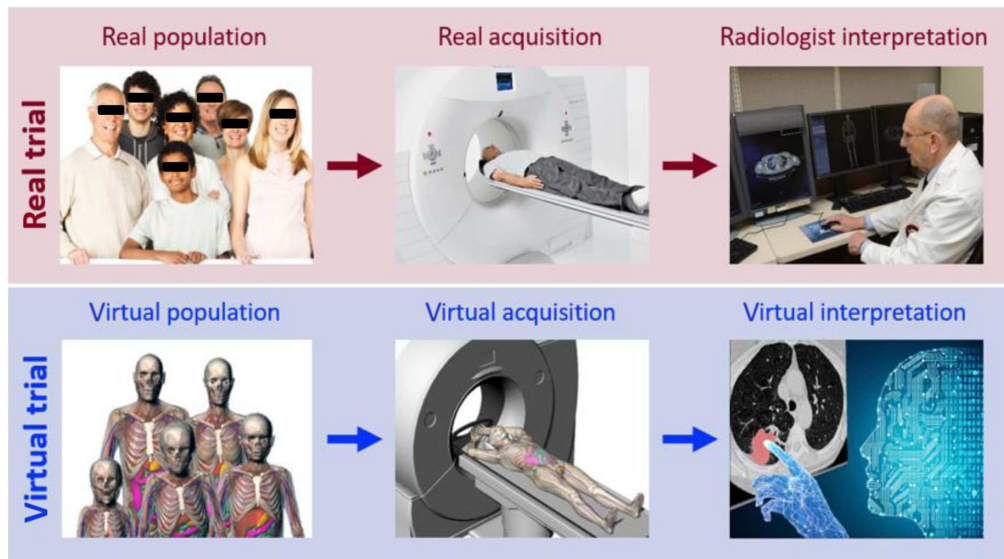 Real trial
Real population
Real acquisition
Radiologist interpretation
Virtual trial
Virtual population
Virtual acquisition
Virtual interpretation